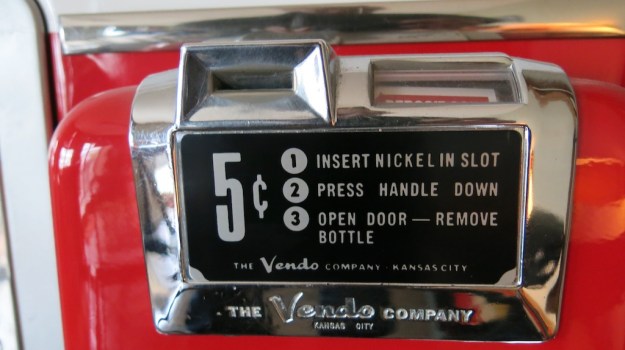 5¢
1 INSERT NICKEL IN SLOT
2 PRESS HANDLE DOWN
3 OPEN DOOR — REMOVE
BOTTLE
THE Vendo COMPANY · KANSAS CITY
THE Vendo COMPANY
KANSAS CITY